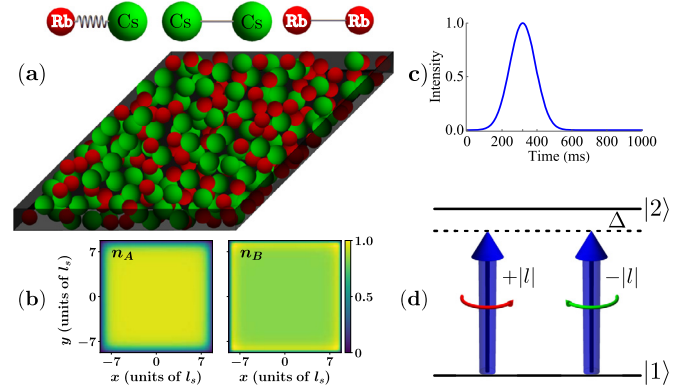 Rb Cs Cs Cs Rb Rb
(a)
c)
Intensity
1.0
0.5
0.0
0 200 400 600 800 1000
Time (ms)
(b)
y (units of l_s)
7
0
−7
n_A
n_B
−7 0 7
−7 0 7
x (units of l_s)
x (units of l_s)
1.0
0.5
0
(d)
|2⟩
Δ
+|l|
−|l|
|1⟩